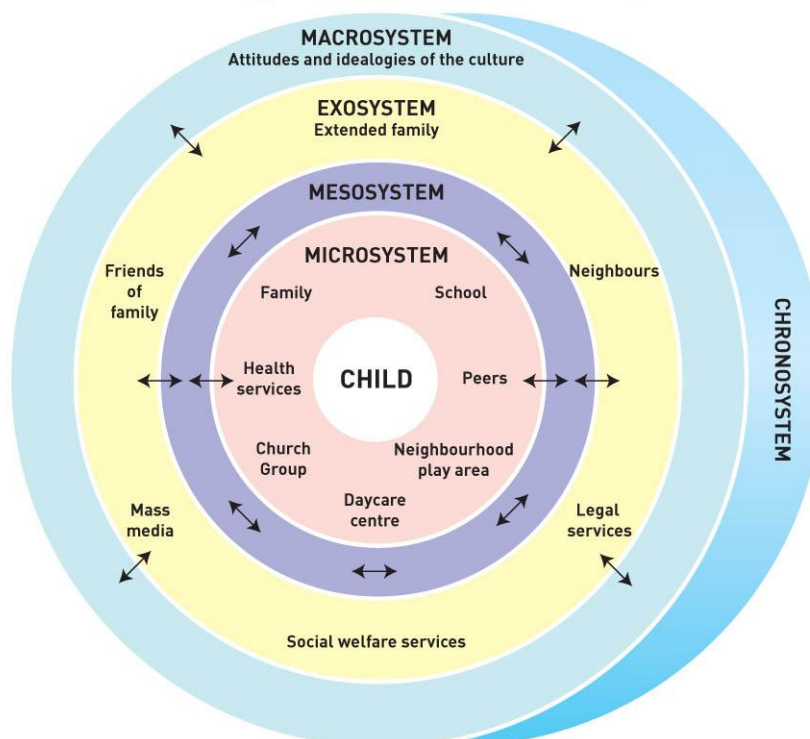 MACROSYSTEM
Attitudes and idealogies of the culture
EXOSYSTEM
Extended family
MESOSYSTEM
MICROSYSTEM
Friends
of
family
Family
School
Neighbours
Health
services
CHILD
Peers
CHRONOSYSTEM
Church
Group
Neighbourhood
play area
Daycare
centre
Mass
media
Legal
services
Social welfare services